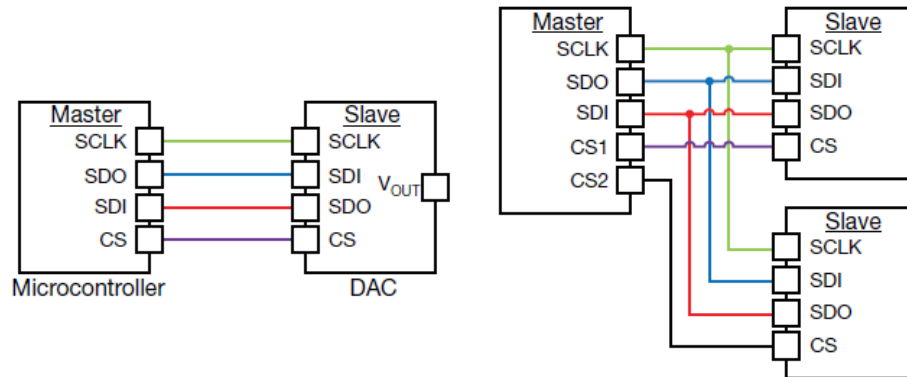 Master
SCLK
SDO
SDI
CS
Microcontroller
Slave
SCLK
SDI
SDO
CS
VOUT
DAC
Master
SCLK
SDO
SDI
CS1
CS2
Slave
SCLK
SDI
SDO
CS
Slave
SCLK
SDI
SDO
CS